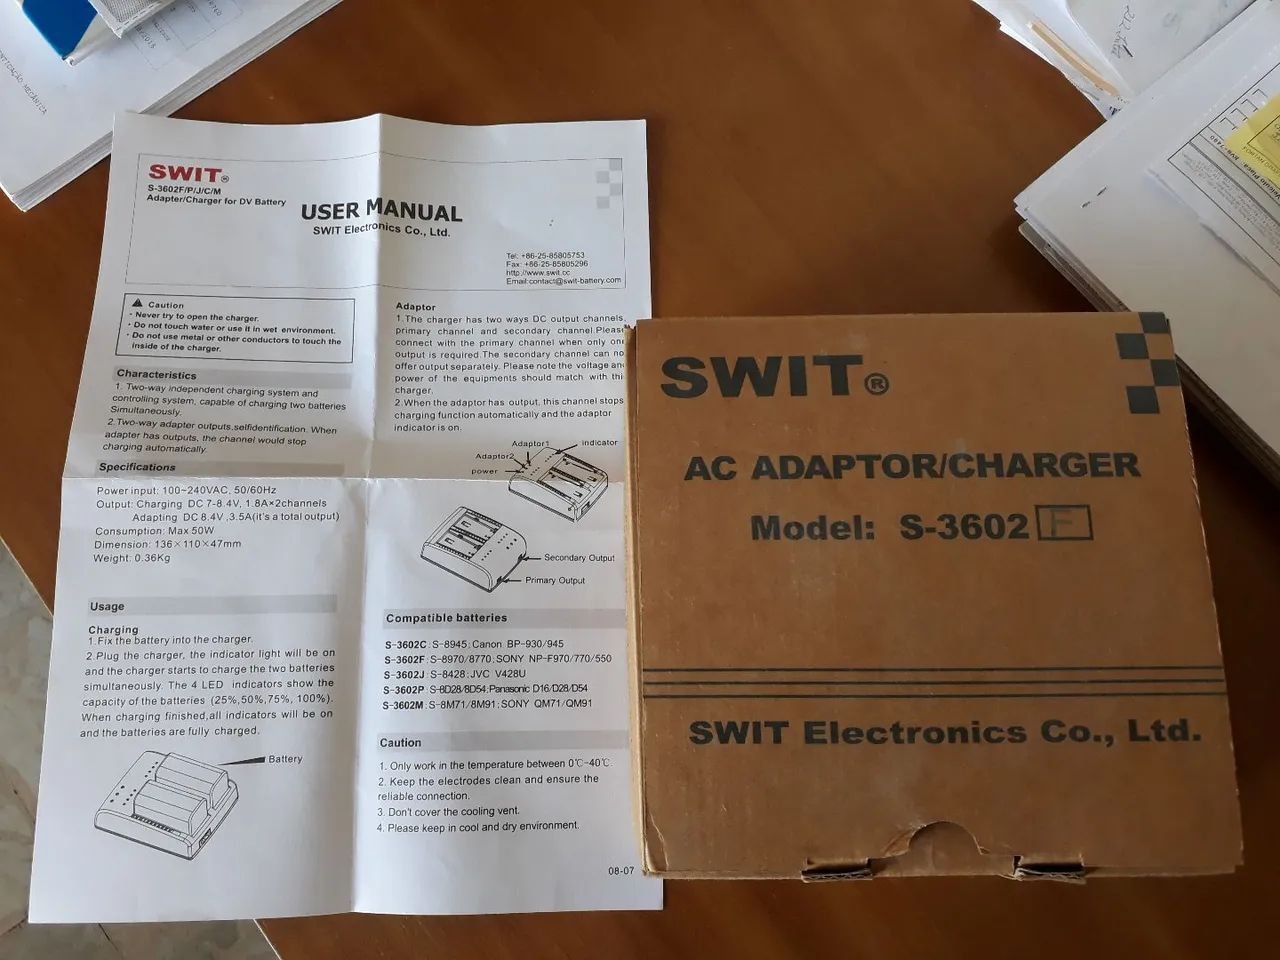 SWIT®
S-3602F/P/J/C/M
Adapter/Charger for DV Battery
USER MANUAL
SWIT Electronics Co., Ltd.
Tel: +86-25-85805753
Fax: +86-25-85805296
http://www.swit.cc
Email:contact@swit-battery.com
Caution
· Never try to open the charger.
· Do not touch water or use it in wet environment.
· Do not use metal or other conductors to touch the
inside of the charger.
Characteristics
1. Two-way independent charging system and
controlling system, capable of charging two batteries
Simultaneously.
2.Two-way adapter outputs,selfidentification. When
adapter has outputs, the channel would stop
charging automatically.
Specifications
Power input: 100~240VAC, 50/60Hz
Output: Charging DC 7-8.4V, 1.8A×2channels
Adapting DC 8.4V ,3.5A(it's a total output)
Consumption: Max 50W
Dimension: 136×110×47mm
Weight: 0.36Kg
Usage
Charging
1.Fix the battery into the charger.
2.Plug the charger, the indicator light will be on
and the charger starts to charge the two batteries
simultaneously. The 4 LED indicators show the
capacity of the batteries (25%,50%,75%, 100%).
When charging finished,all indicators will be on
and the batteries are fully charged.
Battery
Adaptor
1.The charger has two ways DC output channels,
primary channel and secondary channel.Please
connect with the primary channel when only one
output is required.The secondary channel can no
offer output separately. Please note the voltage an
power of the equipments should match with thi
charger.
2.When the adaptor has output, this channel stops
charging function automatically and the adaptor
indicator is on.
Adaptor1
indicator
Adaptor2
power
Secondary Output
Primary Output
Compatible batteries
S-3602C:S-8945;Canon BP-930/945
S-3602F:S-8970/8770;SONY NP-F970/770/550
S-3602J:S-8428;JVC V428U
S-3602P:S-8D28/8D54;Panasonic D16/D28/D54
S-3602M:S-8M71/8M91;SONY QM71/QM91
Caution
1. Only work in the temperature between 0℃-40℃.
2. Keep the electrodes clean and ensure the
reliable connection.
3. Don't cover the cooling vent.
4. Please keep in cool and dry environment.
08-07
SWIT®
AC ADAPTOR/CHARGER
Model: S-3602 F
SWIT Electronics Co., Ltd.